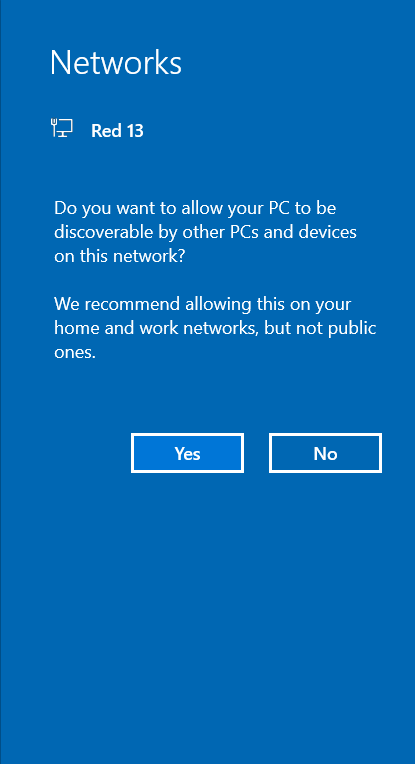 Networks
Red 13
Do you want to allow your PC to be
discoverable by other PCs and devices
on this network?
We recommend allowing this on your
home and work networks, but not public
ones.
Yes No